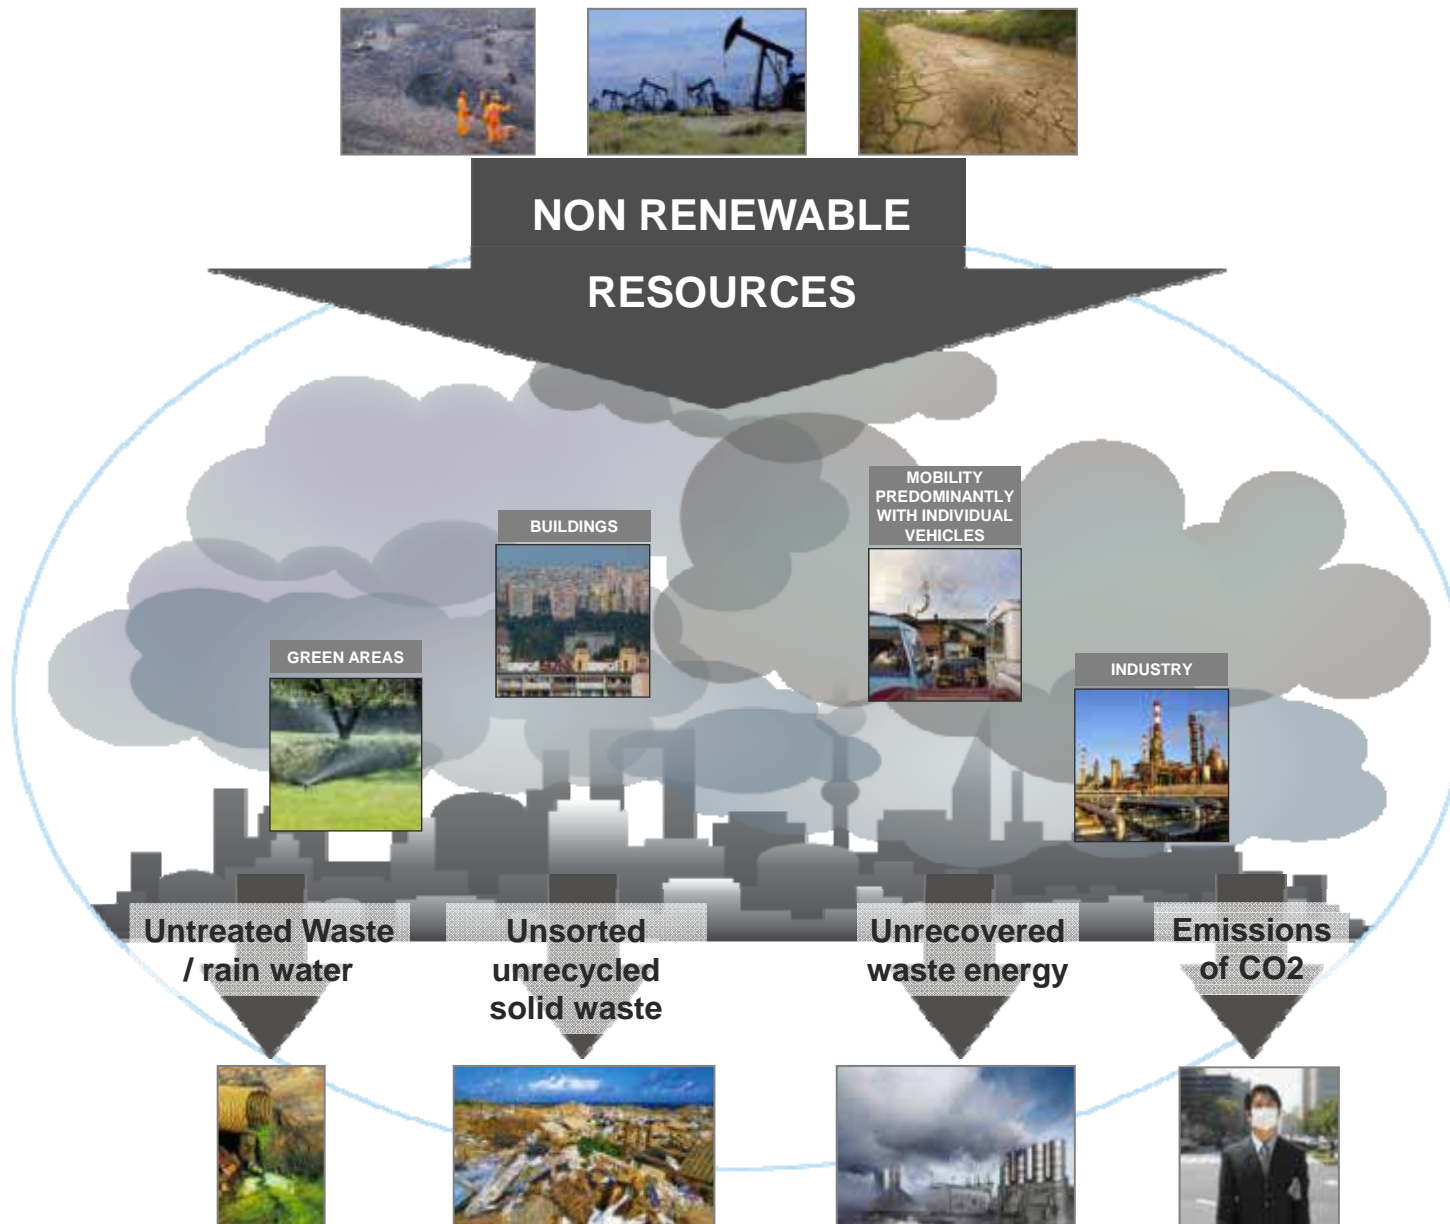 NON RENEWABLE
RESOURCES
MOBILITY
PREDOMINANTLY
WITH INDIVIDUAL
VEHICLES
BUILDINGS
GREEN AREAS
INDUSTRY
Untreated Waste
/ rain water
Unsorted
unrecycled
solid waste
Unrecovered
waste energy
Emissions
of CO2